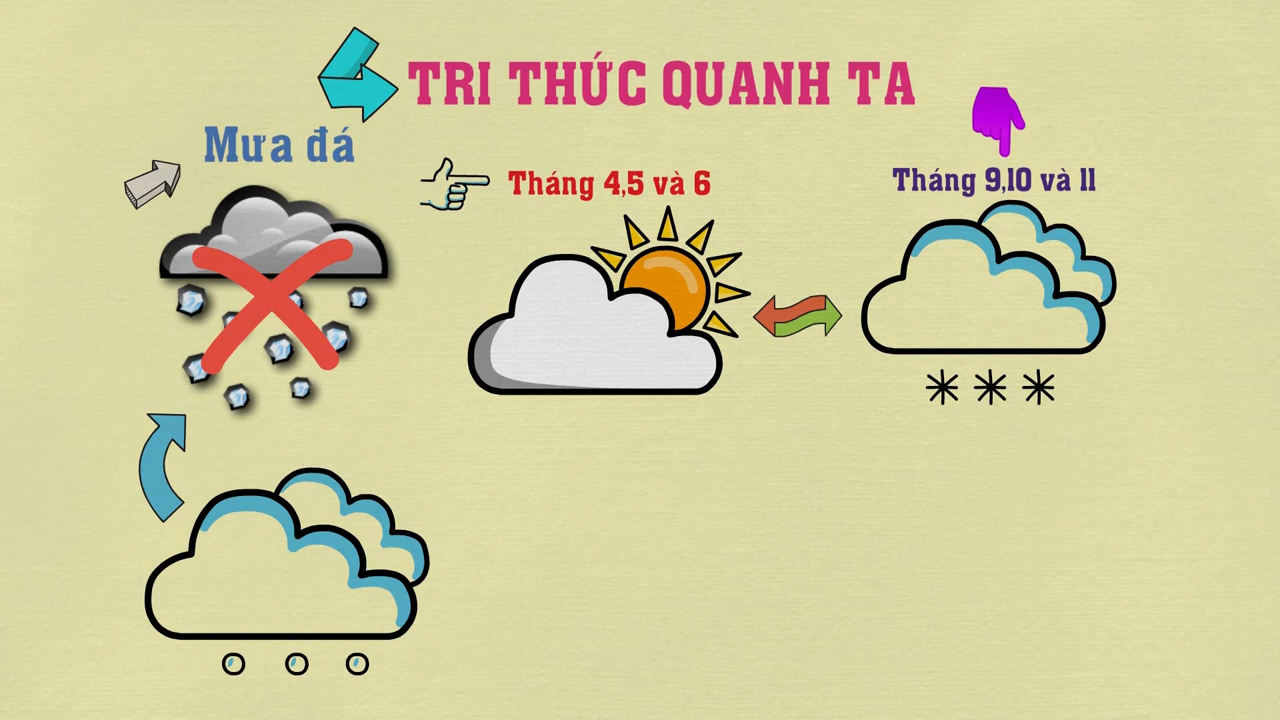 TRI THỨC QUANH TA
Mưa đá
Tháng 4,5 và 6
Tháng 9,10 và 11